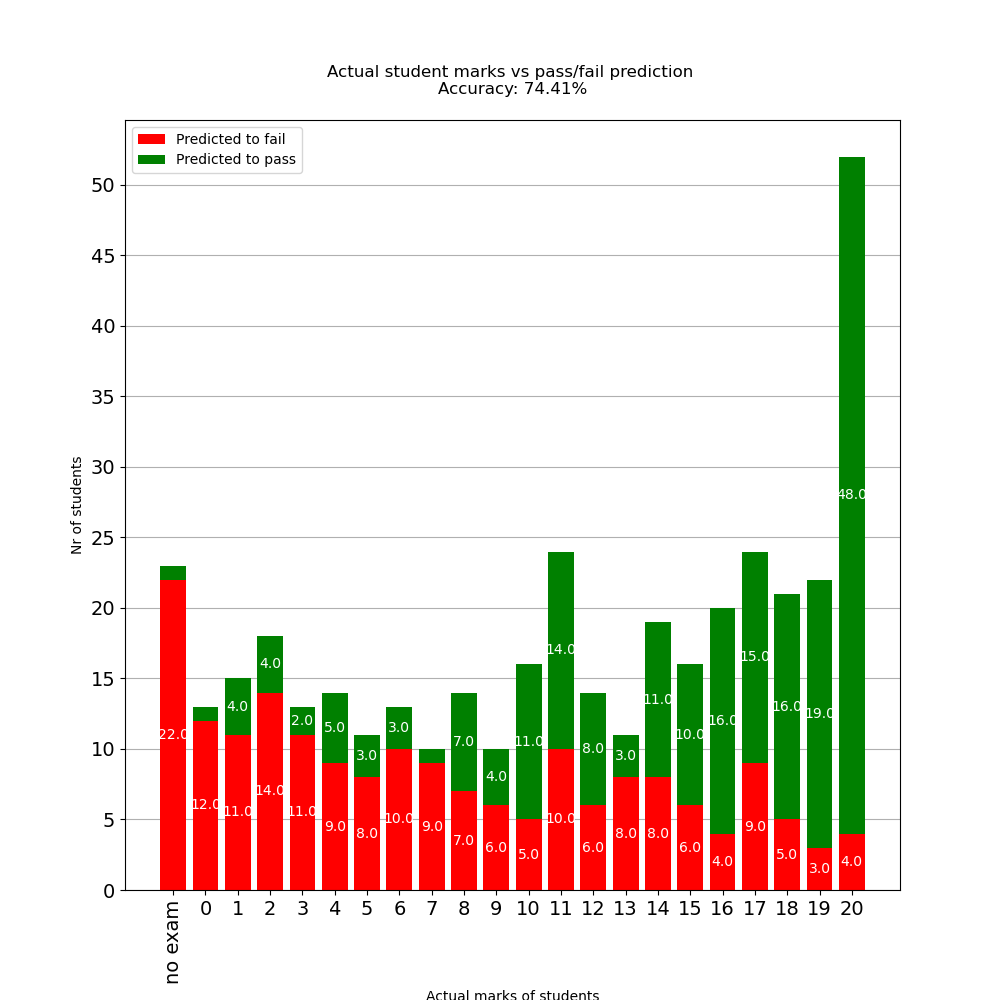 Actual student marks vs pass/fail prediction
Accuracy: 74.41%
Predicted to fail
Predicted to pass
Nr of students
50
45
40
35
30
25
20
15
10
5
0
48.0
22.0 12.0 11.0 14.0 11.0 9.0 8.0 10.0 9.0 7.0 6.0 5.0 10.0 6.0 8.0 8.0 6.0 4.0 9.0 5.0 3.0 4.0
4.0 4.0 2.0 5.0 3.0 3.0 7.0 4.0 11.0 14.0 8.0 3.0 11.0 10.0 16.0 15.0 16.0 19.0
no exam 0 1 2 3 4 5 6 7 8 9 10 11 12 13 14 15 16 17 18 19 20
Actual marks of students